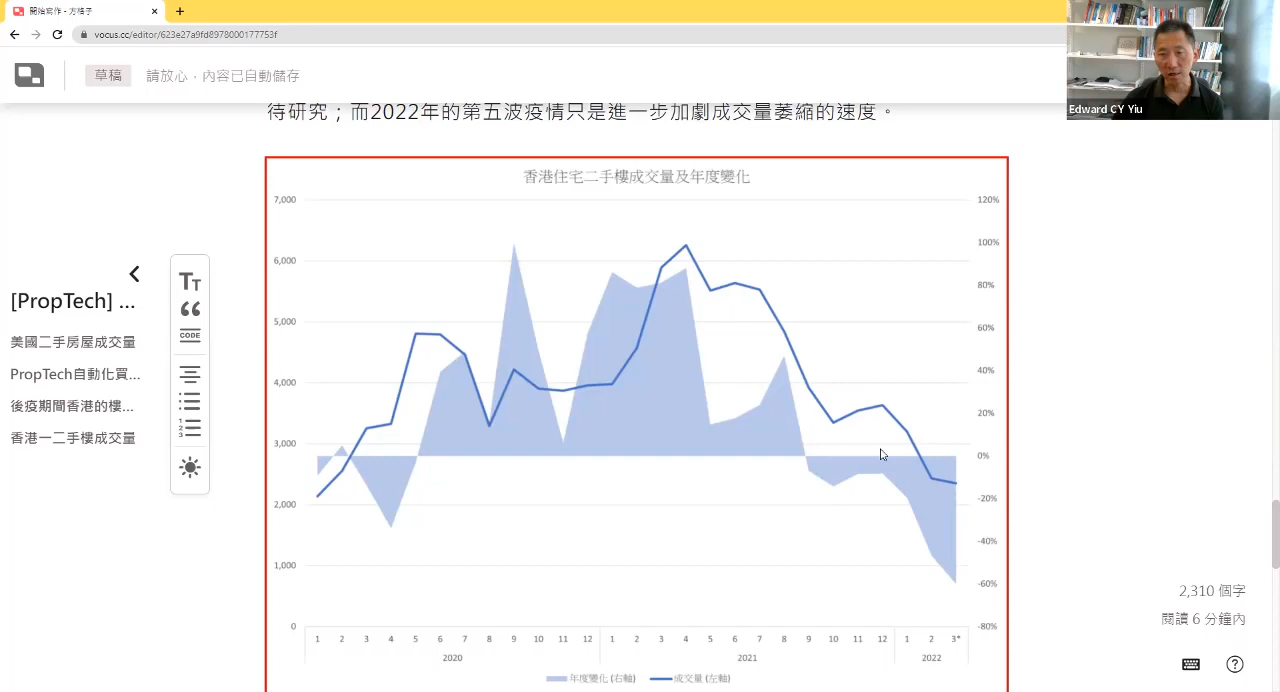 開始寫作 - 方格子
vocus.cc/editor/623e27a9fd8978000177753f
草稿
請放心,內容已自動儲存
Edward CY Yiu
待研究；而2022年的第五波疫情只是進一步加劇成交量萎縮的速度。
[PropTech] ...
美國二手房屋成交量
PropTech自動化買...
後疫期間香港的樓...
香港一二手樓成交量
TT
CODE
香港住宅二手樓成交量及年度變化
7,000
6,000
5,000
4,000
3,000
2,000
1,000
0
120%
100%
80%
60%
40%
20%
0%
-20%
-40%
-60%
-80%
1 2 3 4 5 6 7 8 9 10 11 12 1 2 3 4 5 6 7 8 9 10 11 12 1 2 3*
2020 2021 2022
年度變化 (右軸) 成交量 (左軸)
2,310 個字
閱讀 6 分鐘內